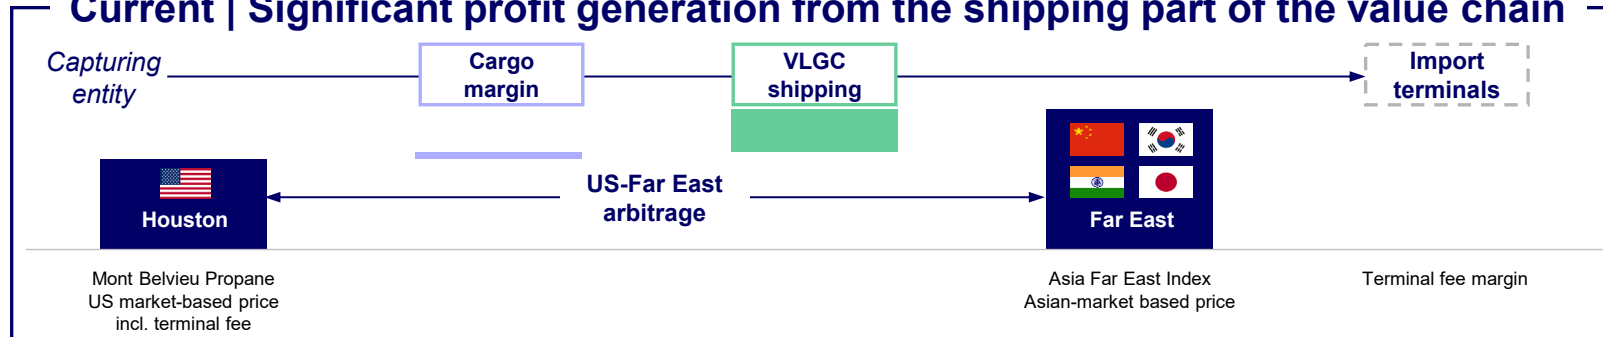 Current | Significant profit generation from the shipping part of the value chain
Capturing
entity
Cargo
margin
VLGC
shipping
Import
terminals
US-Far East
arbitrage
Houston
Far East
Mont Belvieu Propane
US market-based price
incl. terminal fee
Asia Far East Index
Asian-market based price
Terminal fee margin